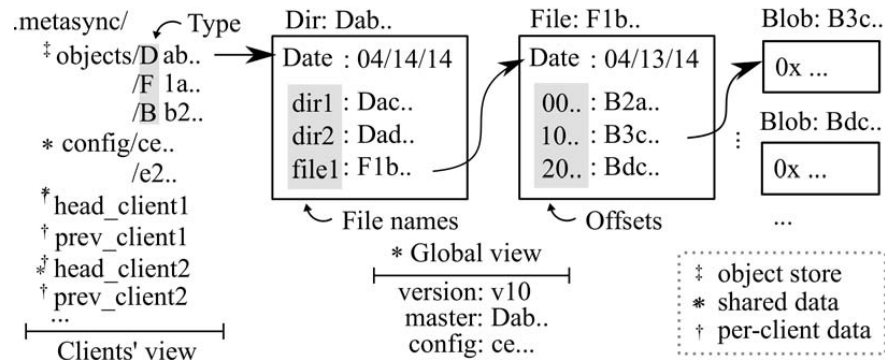 .metasync/
Type
‡ objects/D ab..
/F 1a..
/B b2..
* config/ce..
/e2..
*† head_client1
† prev_client1
*† head_client2
† prev_client2
...
Clients' view
Dir: Dab..
Date : 04/14/14
dir1 : Dac..
dir2 : Dad..
file1 : F1b..
File names
File: F1b..
Date : 04/13/14
00.. : B2a..
10.. : B3c..
20.. : Bdc..
Offsets
Blob: B3c..
0x ...
⋮
Blob: Bdc..
0x ...
...
* Global view
version: v10
master: Dab..
config: ce...
‡ object store
* shared data
† per-client data